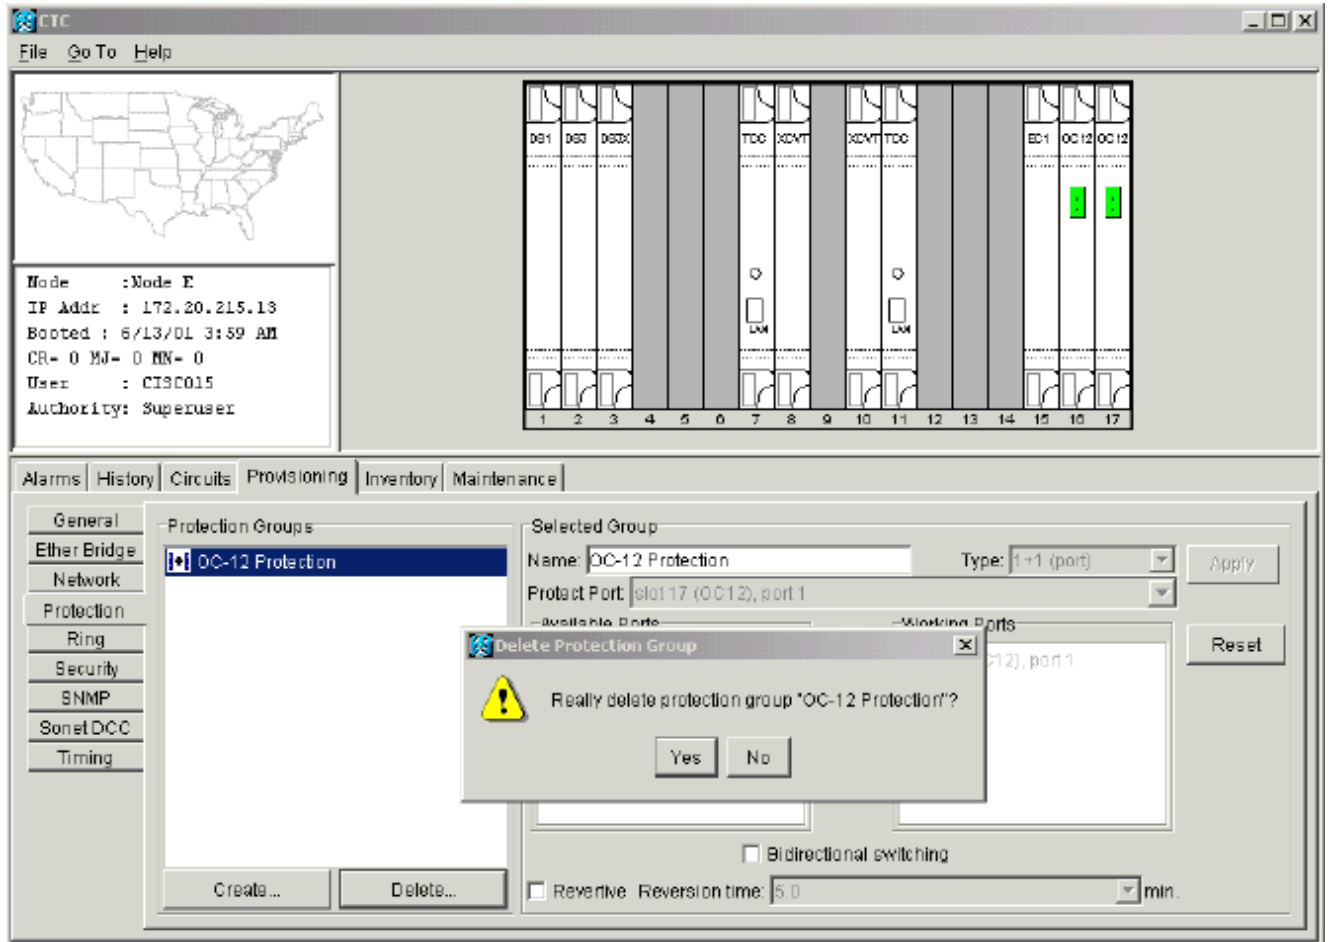 CTC
File Go To Help
DS1 DS3 DS3X TCC XCVT XCVT TCC EC1 OC12 OC12
LAN LAN
1 2 3 4 5 6 7 8 9 10 11 12 13 14 15 16 17
Node :Node E
IP Addr : 172.20.215.13
Booted : 6/13/01 3:59 AM
CR- 0 MJ- 0 MN- 0
User : CISCO15
Authority: Superuser
Alarms History Circuits Provisioning Inventory Maintenance
General
Ether Bridge
Network
Protection
Ring
Security
SNMP
Sonet DCC
Timing
Protection Groups
OC-12 Protection
Create... Delete...
Selected Group
Name: OC-12 Protection Type: 1+1 (port)
Protect Port: slot 17 (OC12), port 1
Available Ports Working Ports
C12), port 1
Apply
Reset
Delete Protection Group
Really delete protection group "OC-12 Protection"?
Yes No
Bidirectional switching
Revertive Reversion time: 5.0 min.